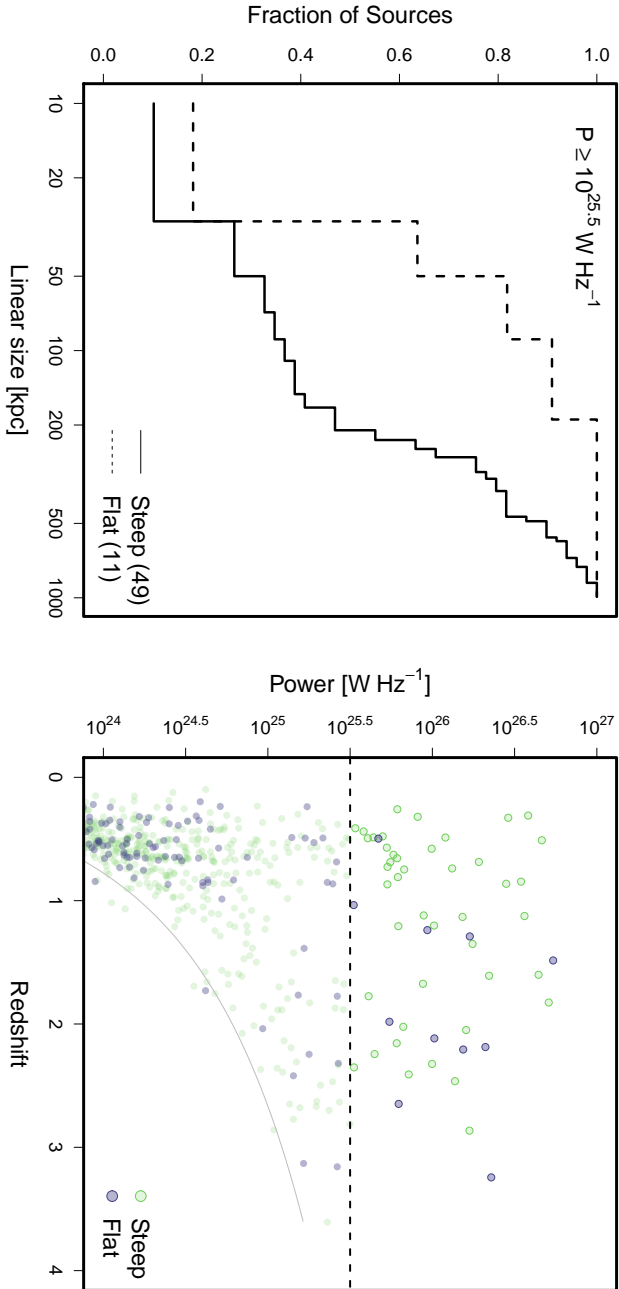 P ≥ 10^25.5 W Hz^−1
Fraction of Sources
0.0 0.2 0.4 0.6 0.8 1.0
10 20 50 100 200 500 1000
Linear size [kpc]
Steep (49)
Flat (11)
Power [W Hz^−1]
10^24 10^24.5 10^25 10^25.5 10^26 10^26.5 10^27
0 1 2 3 4
Redshift
Steep
Flat